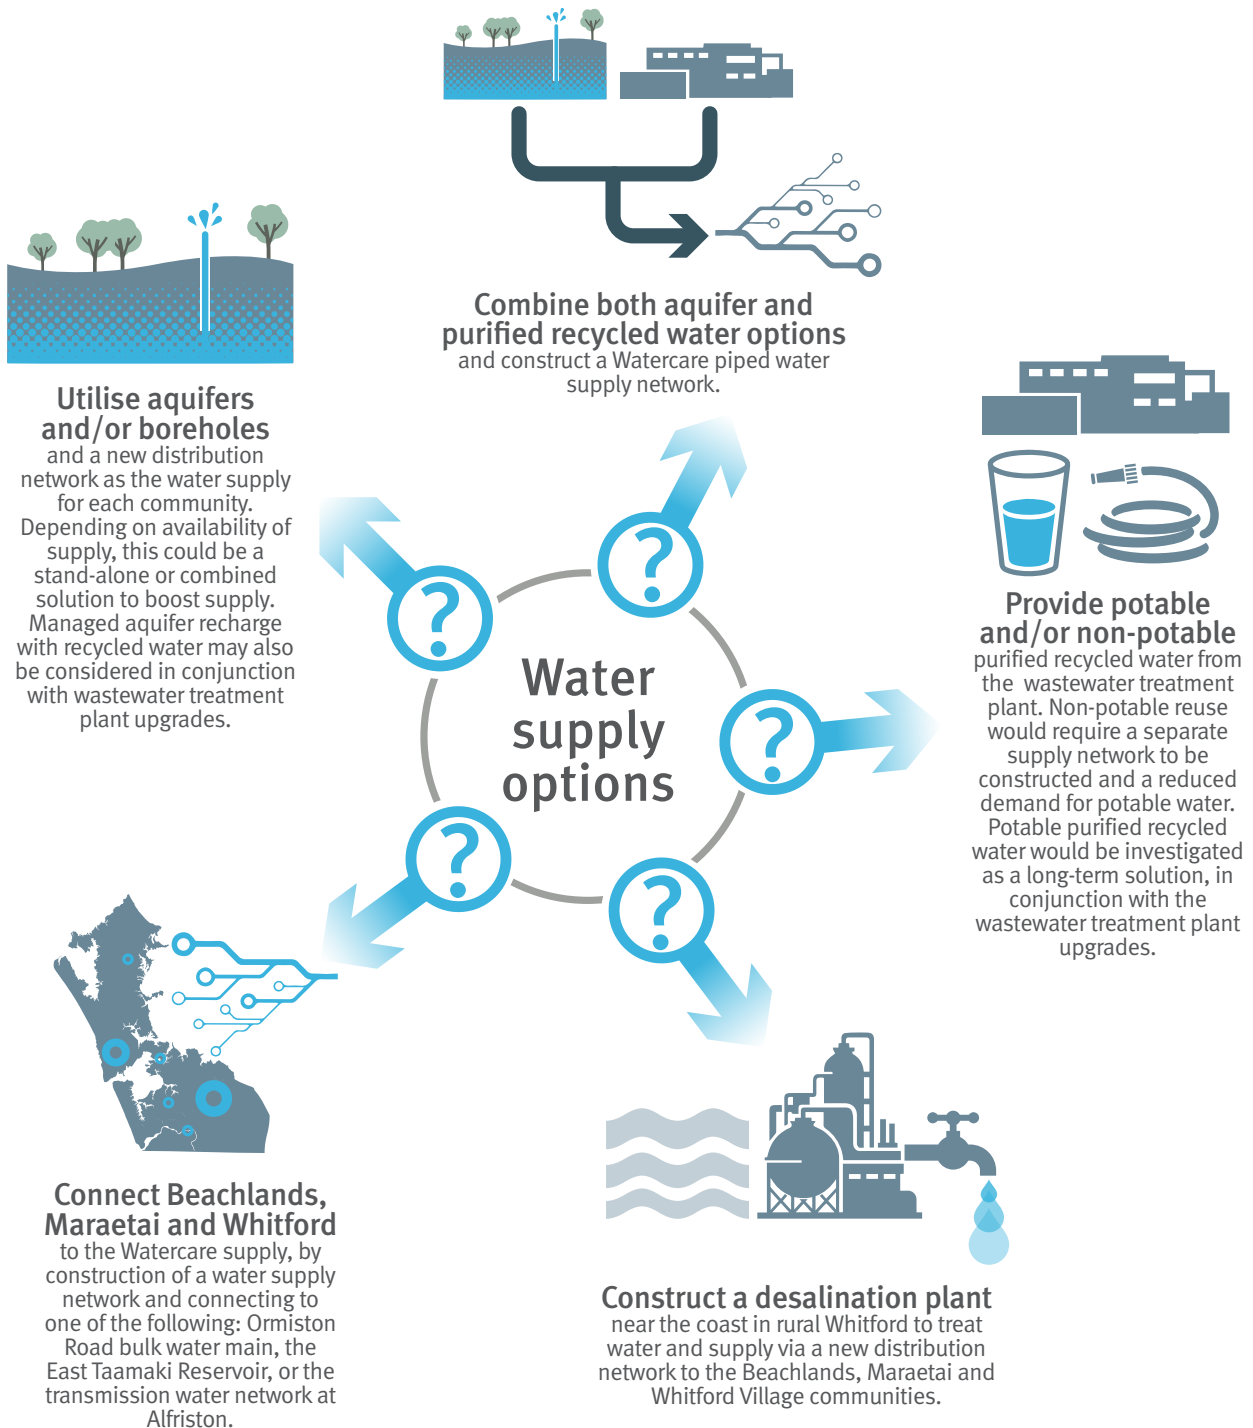 Combine both aquifer and
purified recycled water options
and construct a Watercare piped water
supply network.
Utilise aquifers
and/or boreholes
and a new distribution
network as the water supply
for each community.
Depending on availability of
supply, this could be a
stand-alone or combined
solution to boost supply.
Managed aquifer recharge
with recycled water may also
be considered in conjunction
with wastewater treatment
plant upgrades.
Provide potable
and/or non-potable
purified recycled water from
the wastewater treatment
plant. Non-potable reuse
would require a separate
supply network to be
constructed and a reduced
demand for potable water.
Potable purified recycled
water would be investigated
as a long-term solution, in
conjunction with the
wastewater treatment plant
upgrades.
?
?
?
?
?
Water
supply
options
Connect Beachlands,
Maraetai and Whitford
to the Watercare supply, by
construction of a water supply
network and connecting to
one of the following: Ormiston
Road bulk water main, the
East Taamaki Reservoir, or the
transmission water network at
Alfriston.
Construct a desalination plant
near the coast in rural Whitford to treat
water and supply via a new distribution
network to the Beachlands, Maraetai and
Whitford Village communities.